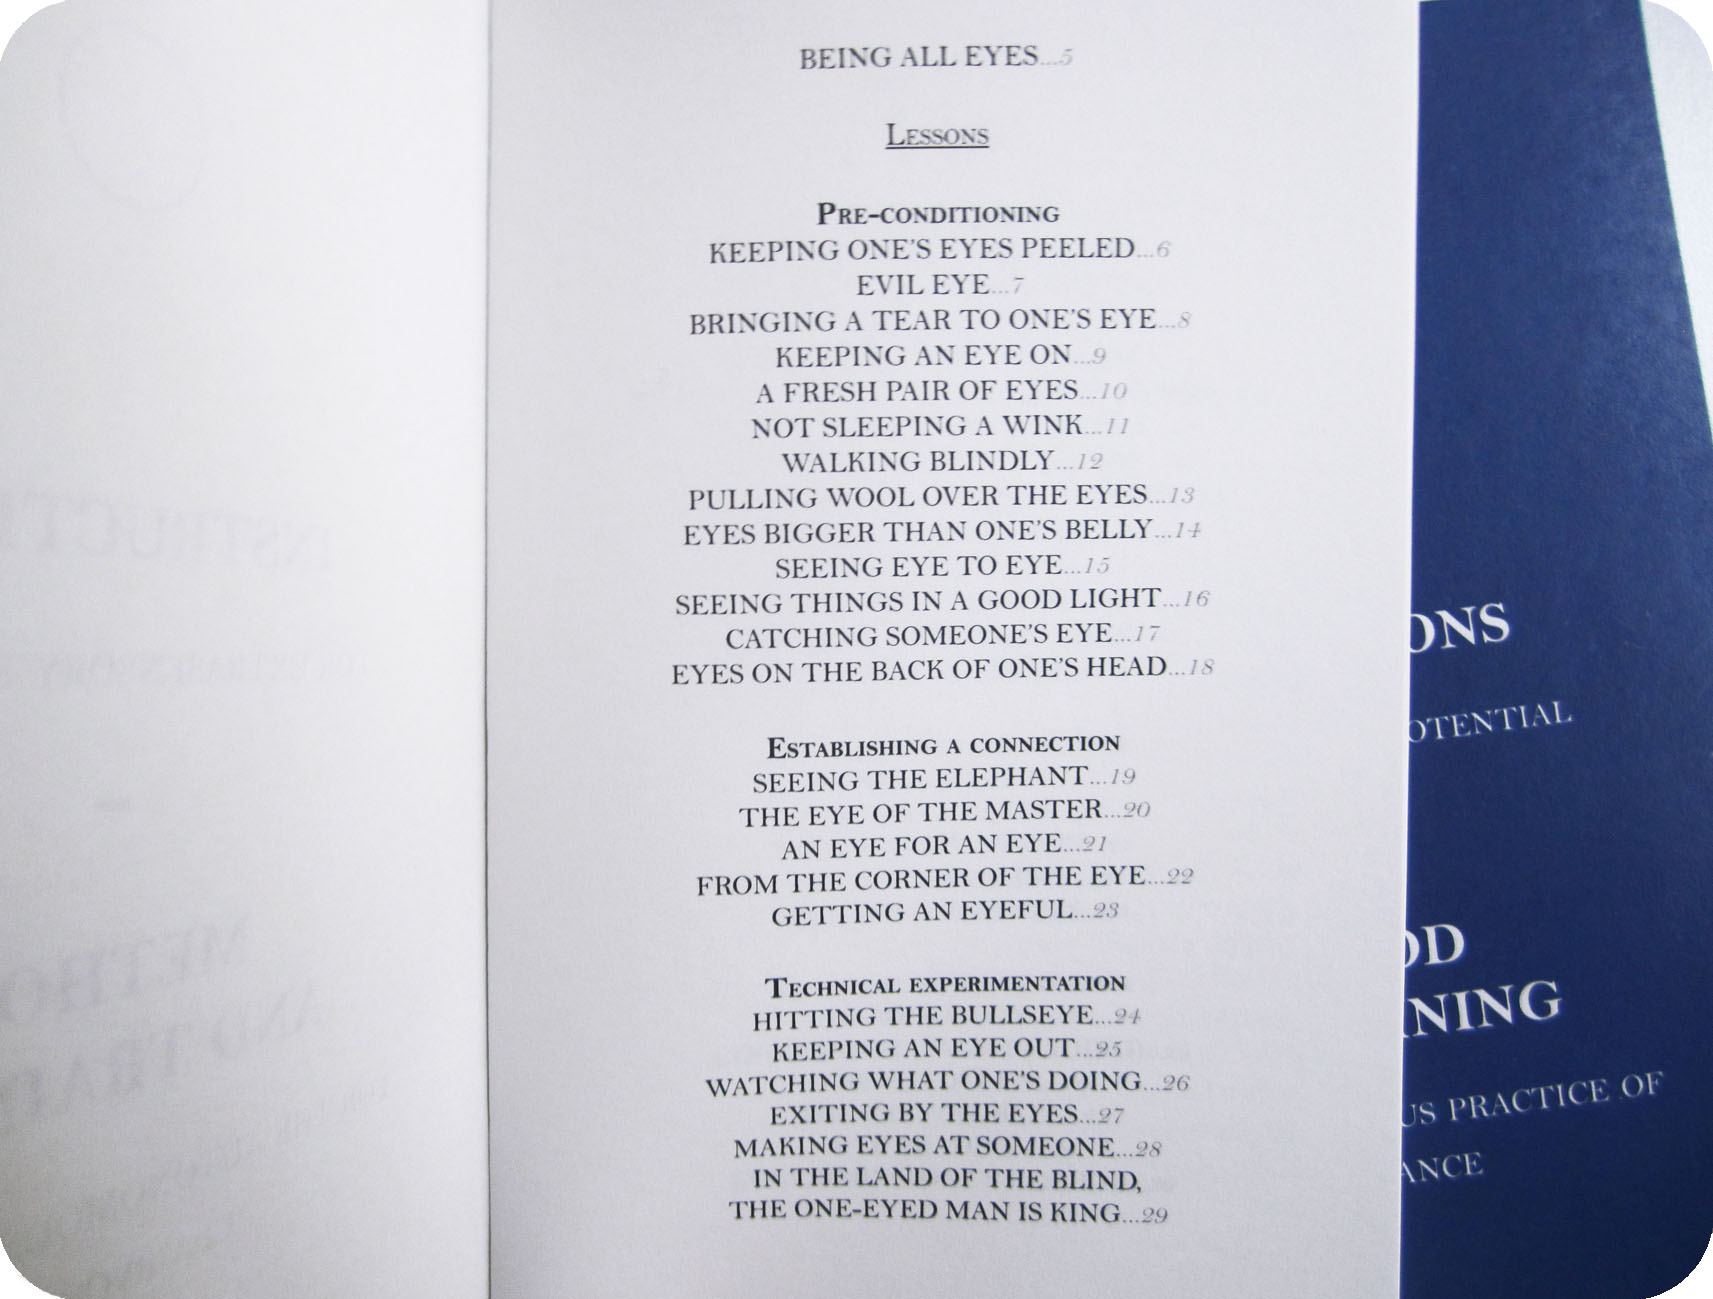 BEING ALL EYES...5
LESSONS
PRE-CONDITIONING
KEEPING ONE'S EYES PEELED...6
EVIL EYE...7
BRINGING A TEAR TO ONE'S EYE...8
KEEPING AN EYE ON...9
A FRESH PAIR OF EYES...10
NOT SLEEPING A WINK...11
WALKING BLINDLY...12
PULLING WOOL OVER THE EYES...13
EYES BIGGER THAN ONE'S BELLY...14
SEEING EYE TO EYE...15
SEEING THINGS IN A GOOD LIGHT...16
CATCHING SOMEONE'S EYE...17
EYES ON THE BACK OF ONE'S HEAD...18
ESTABLISHING A CONNECTION
SEEING THE ELEPHANT...19
THE EYE OF THE MASTER...20
AN EYE FOR AN EYE...21
FROM THE CORNER OF THE EYE...22
GETTING AN EYEFUL...23
TECHNICAL EXPERIMENTATION
HITTING THE BULLSEYE...24
KEEPING AN EYE OUT...25
WATCHING WHAT ONE'S DOING...26
EXITING BY THE EYES...27
MAKING EYES AT SOMEONE...28
IN THE LAND OF THE BLIND,
THE ONE-EYED MAN IS KING...29
ONS
OTENTIAL
OD
NING
US PRACTICE OF
ANCE